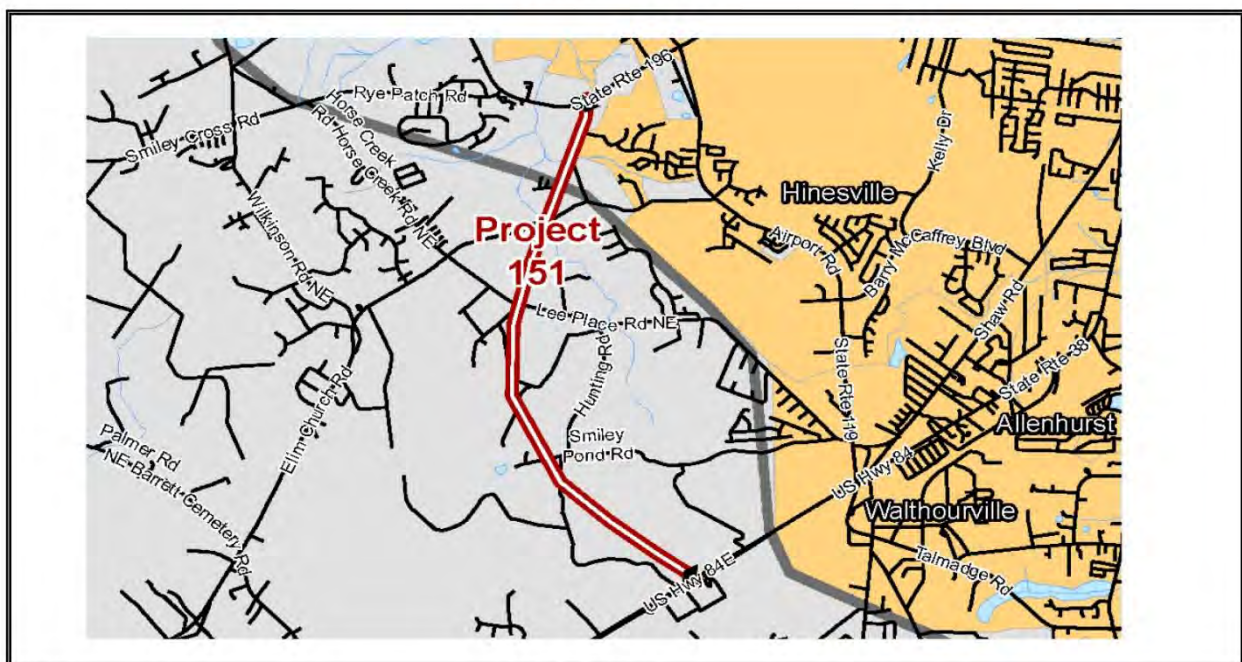 State Rte 196
Rye Patch Rd
Horse Creek
Rd Horse Creek Rd NE
Smiley Cross Rd
Kelly Dr
Hinesville
Wilkinson Rd NE
Project
151
Airport Rd
Barry McCaffrey Blvd
Lee Place Rd NE
Shaw Rd
Hunting Rd
State Rte 119
State Rte 38
Elim Church Rd
Allenhurst
Smiley
Pond Rd
Palmer Rd
NE Barrett Cemetery Rd
US Hwy 84
Walthourville
Talmadge Rd
US Hwy 84E